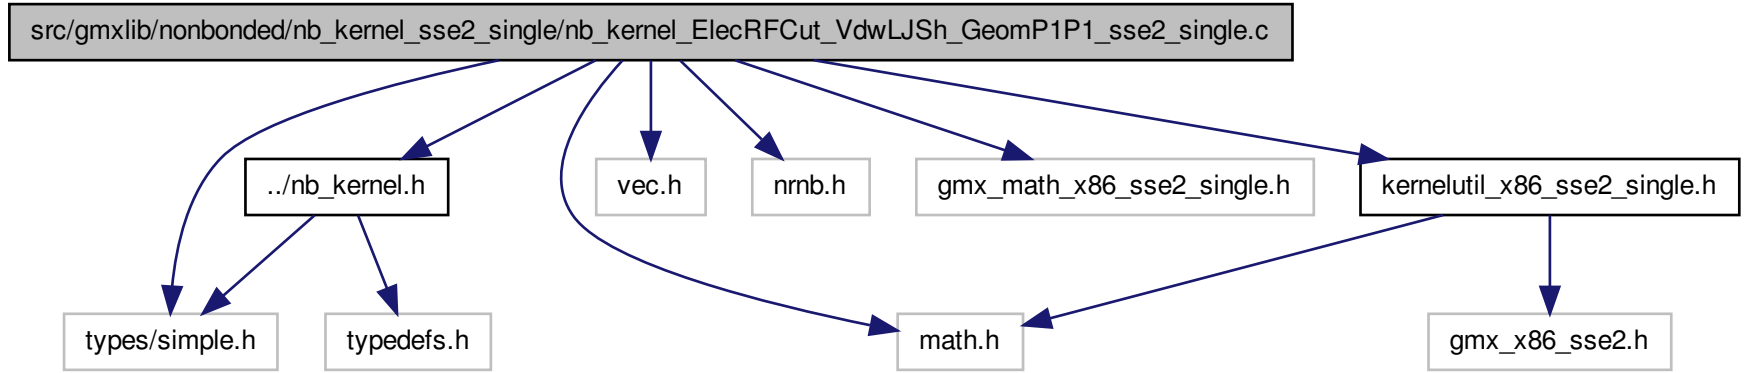 src/gmxlib/nonbonded/nb_kernel_sse2_single/nb_kernel_ElecRFCut_VdwLJSh_GeomP1P1_sse2_single.c
../nb_kernel.h
vec.h
nrnb.h
gmx_math_x86_sse2_single.h
kernelutil_x86_sse2_single.h
types/simple.h
typedefs.h
math.h
gmx_x86_sse2.h